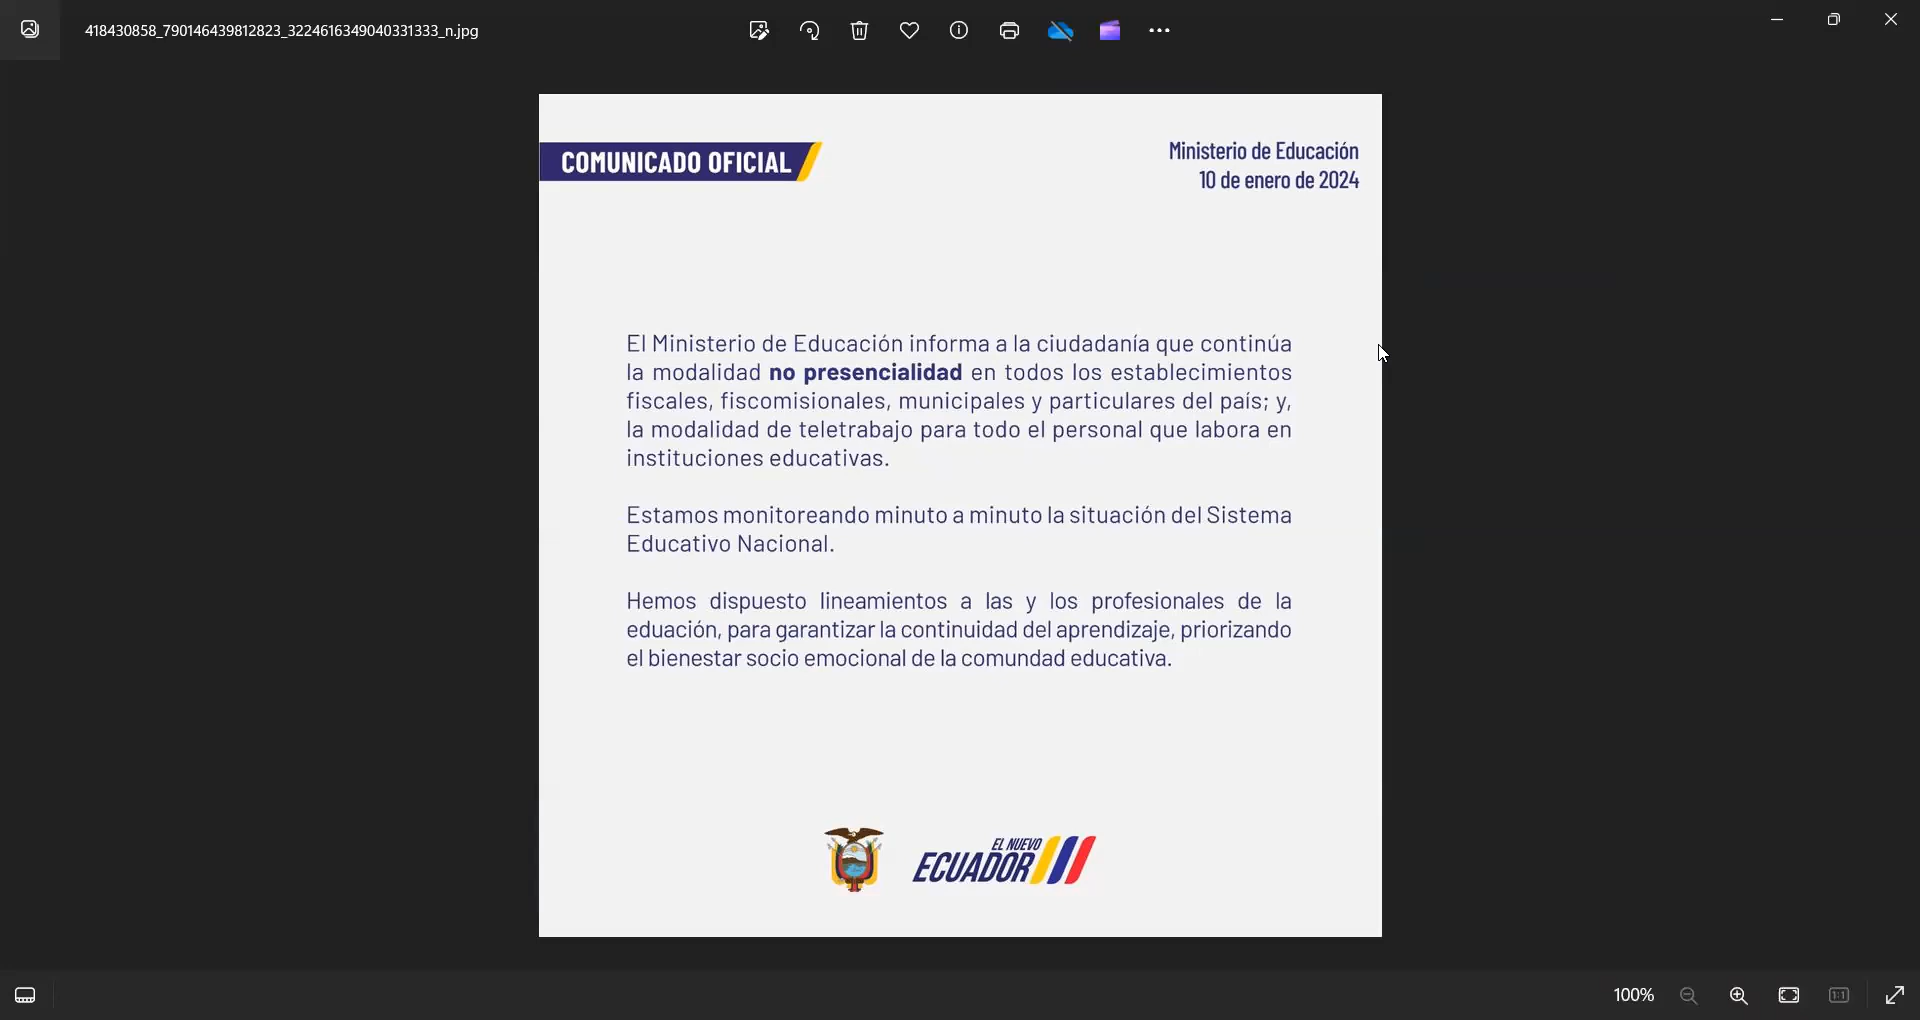 418430858_790146439812823_3224616349040331333_n.jpg
COMUNICADO OFICIAL
Ministerio de Educación
10 de enero de 2024
El Ministerio de Educación informa a la ciudadanía que continúa
la modalidad no presencialidad en todos los establecimientos
fiscales, fiscomisionales, municipales y particulares del país; y,
la modalidad de teletrabajo para todo el personal que labora en
instituciones educativas.
Estamos monitoreando minuto a minuto la situación del Sistema
Educativo Nacional.
Hemos dispuesto lineamientos a las y los profesionales de la
eduación, para garantizar la continuidad del aprendizaje, priorizando
el bienestar socio emocional de la comundad educativa.
EL NUEVO
ECUADOR
100%
1:1